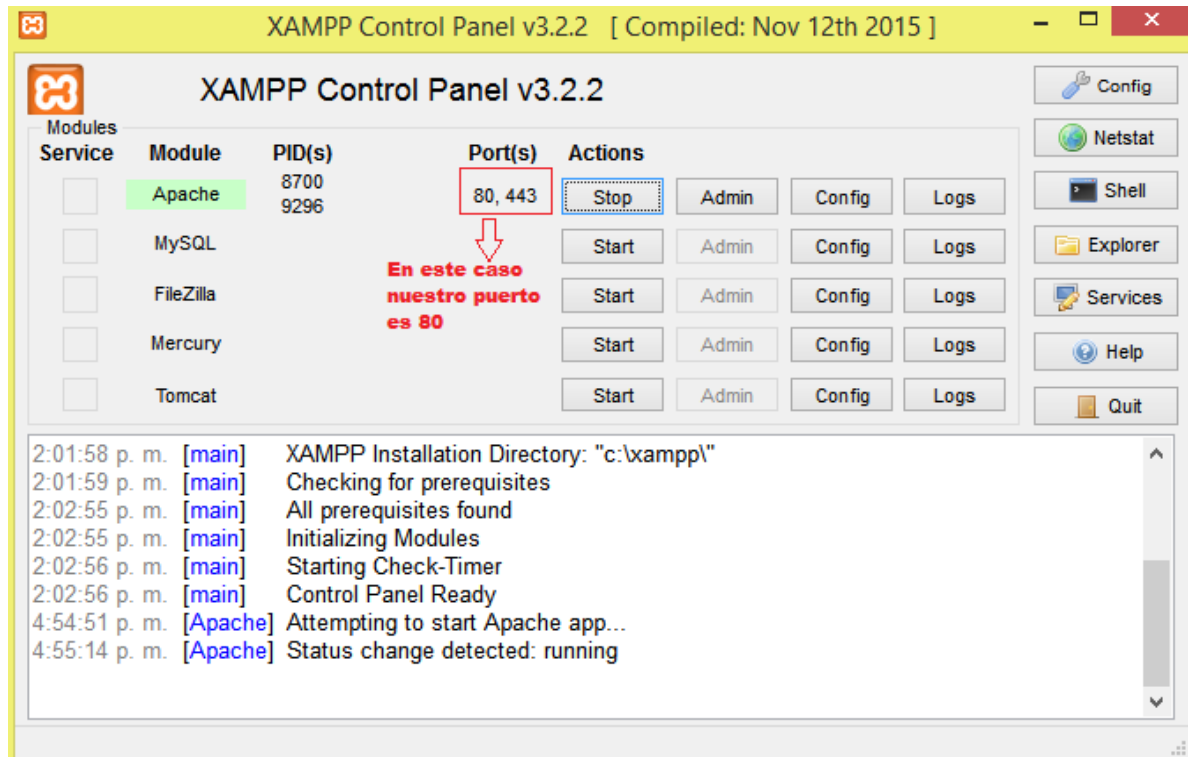 XAMPP Control Panel v3.2.2 [ Compiled: Nov 12th 2015 ]
XAMPP Control Panel v3.2.2
Config
Modules
Service Module PID(s) Port(s) Actions
Netstat
Apache 8700 9296 80, 443 Stop Admin Config Logs
Shell
MySQL Start Admin Config Logs
Explorer
En este caso
nuestro puerto
es 80
FileZilla Start Admin Config Logs
Services
Mercury Start Admin Config Logs
Help
Tomcat Start Admin Config Logs
Quit
2:01:58 p. m. [main] XAMPP Installation Directory: "c:\xampp\"
2:01:59 p. m. [main] Checking for prerequisites
2:02:55 p. m. [main] All prerequisites found
2:02:55 p. m. [main] Initializing Modules
2:02:56 p. m. [main] Starting Check-Timer
2:02:56 p. m. [main] Control Panel Ready
4:54:51 p. m. [Apache] Attempting to start Apache app...
4:55:14 p. m. [Apache] Status change detected: running